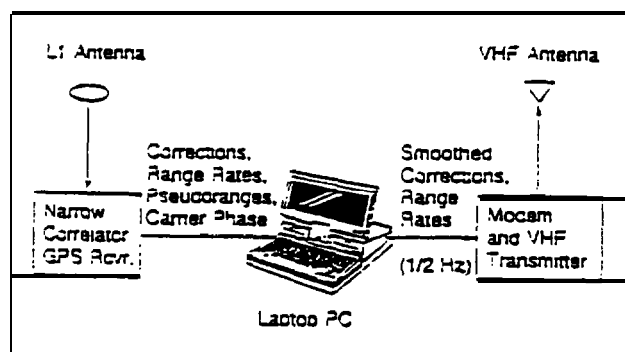 L1 Antenna
VHF Antenna
Corrections,
Range Rates,
Pseudoranges,
Carrier Phase
Smoothed
Corrections,
Range
Rates
Narrow
Correlator
GPS Rcvr.
Modem
and VHF
Transmitter
(1/2 Hz)
Laptop PC